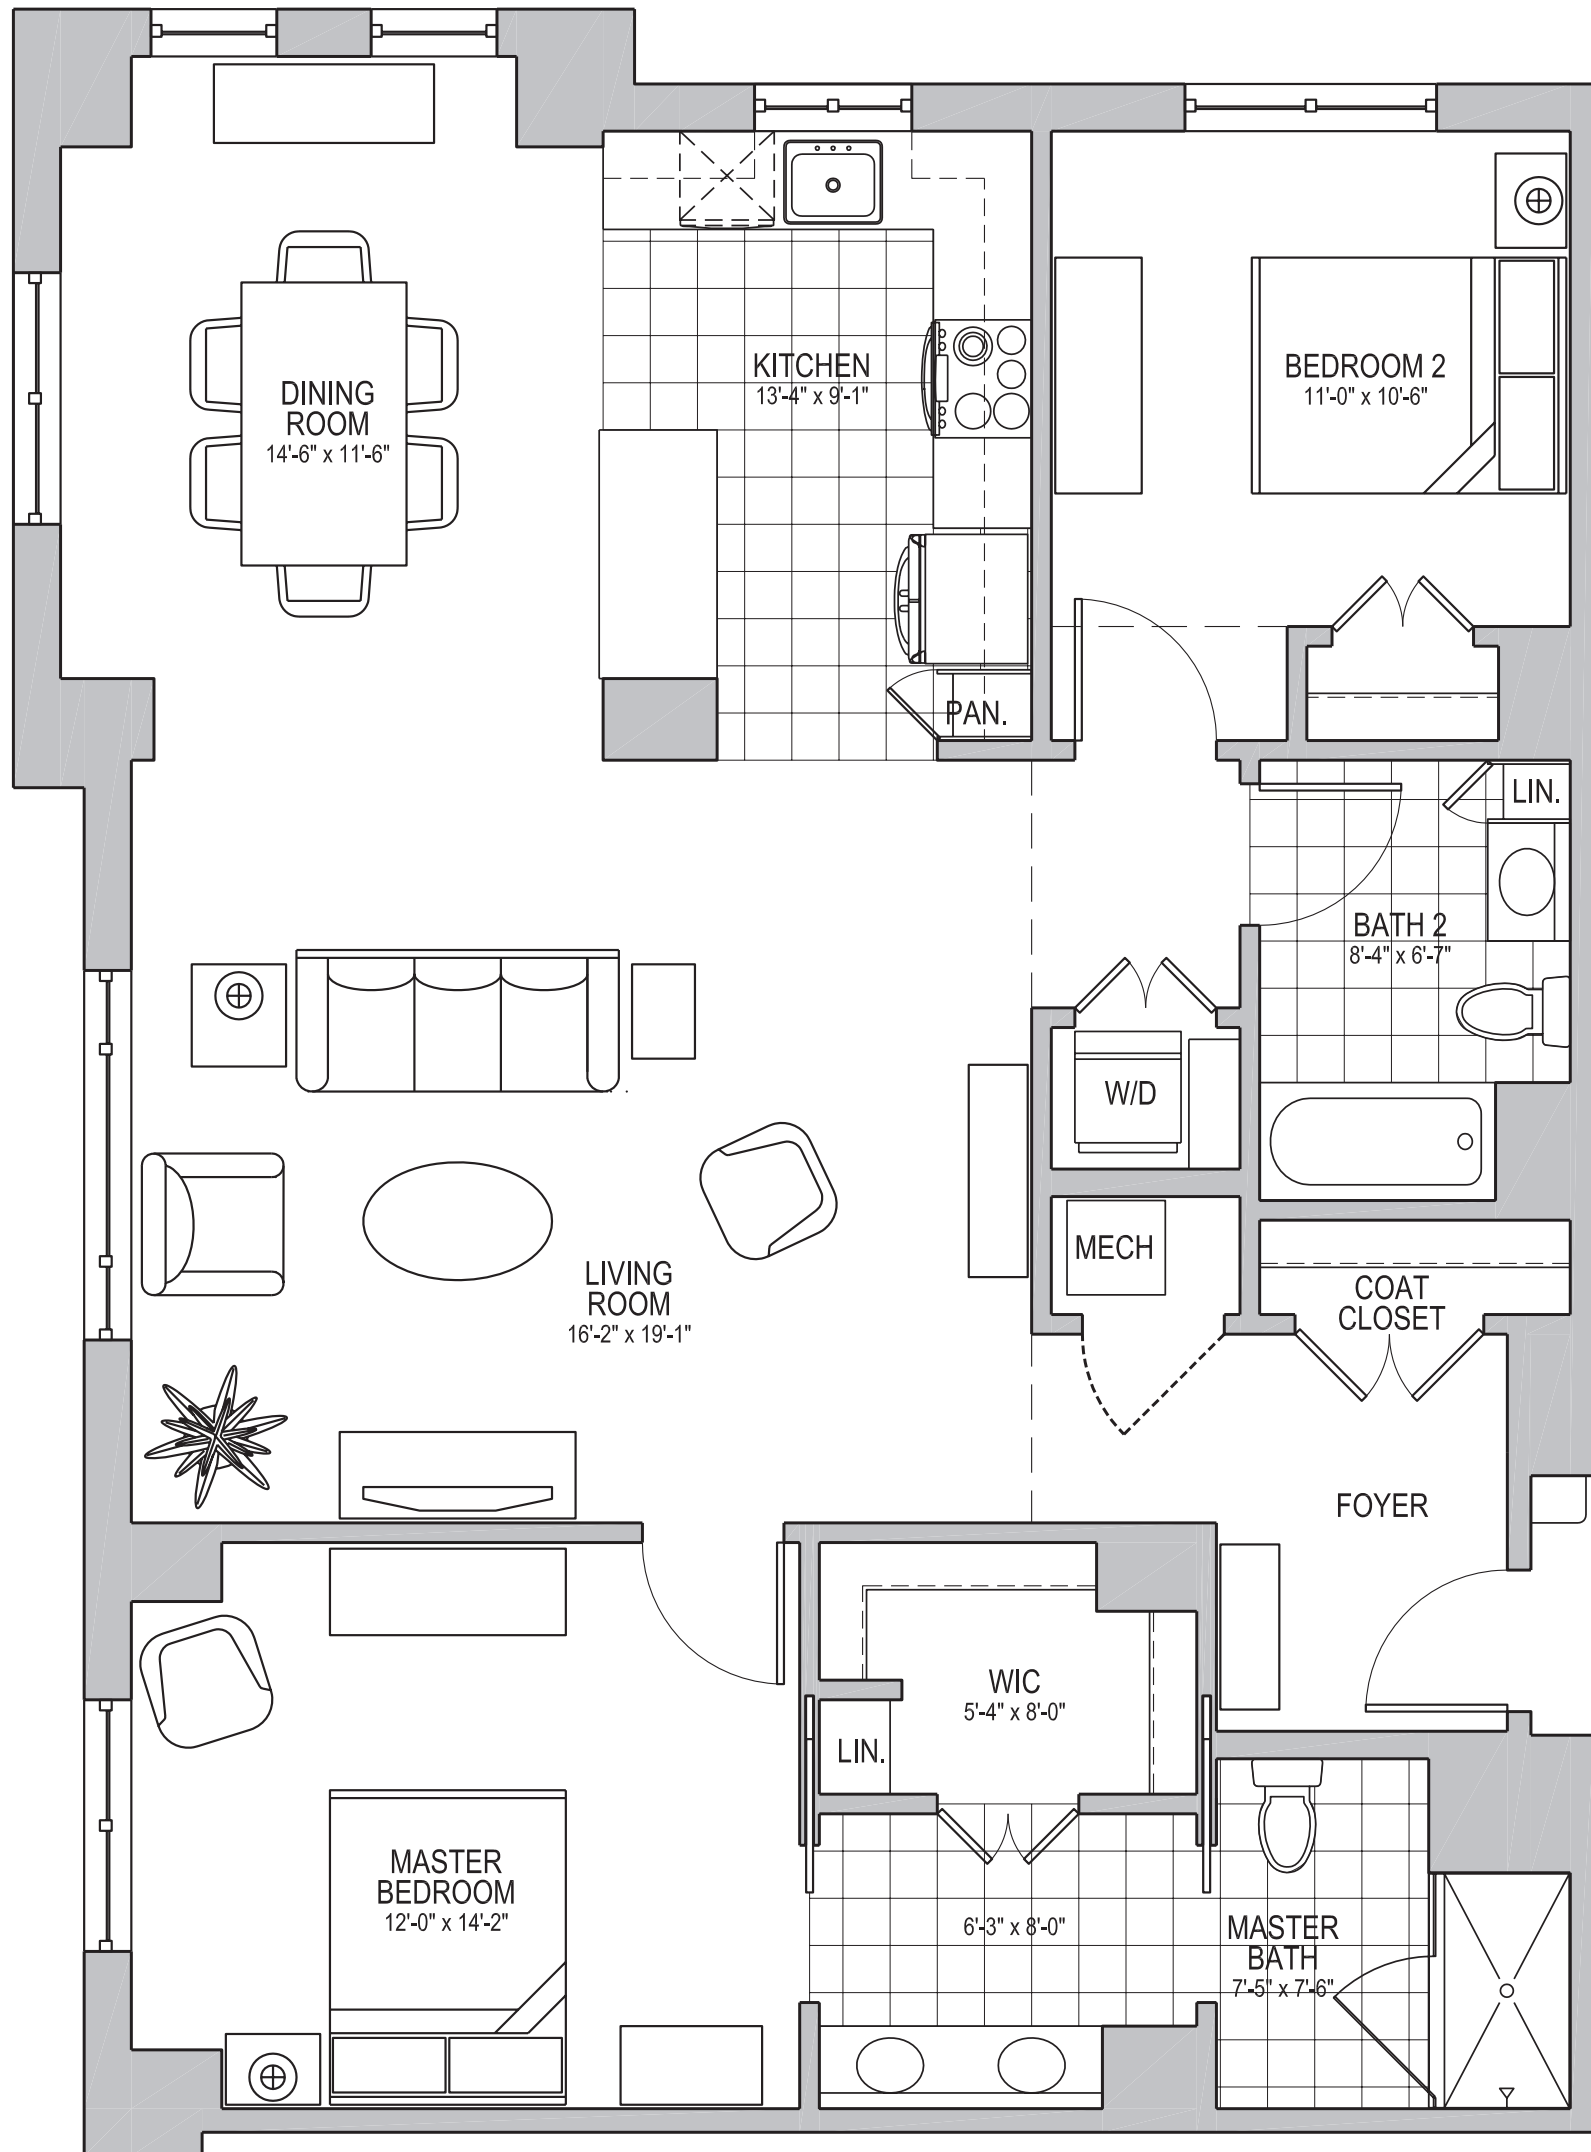 DINING
ROOM
14'-6" x 11'-6"
KITCHEN
13'-4" x 9'-1"
BEDROOM 2
11'-0" x 10'-6"
PAN.
LIN.
BATH 2
8'-4" x 6'-7"
W/D
MECH
COAT
CLOSET
LIVING
ROOM
16'-2" x 19'-1"
FOYER
WIC
5'-4" x 8'-0"
LIN.
MASTER
BEDROOM
12'-0" x 14'-2"
6'-3" x 8'-0"
MASTER
BATH
7'-5" x 7'-6"